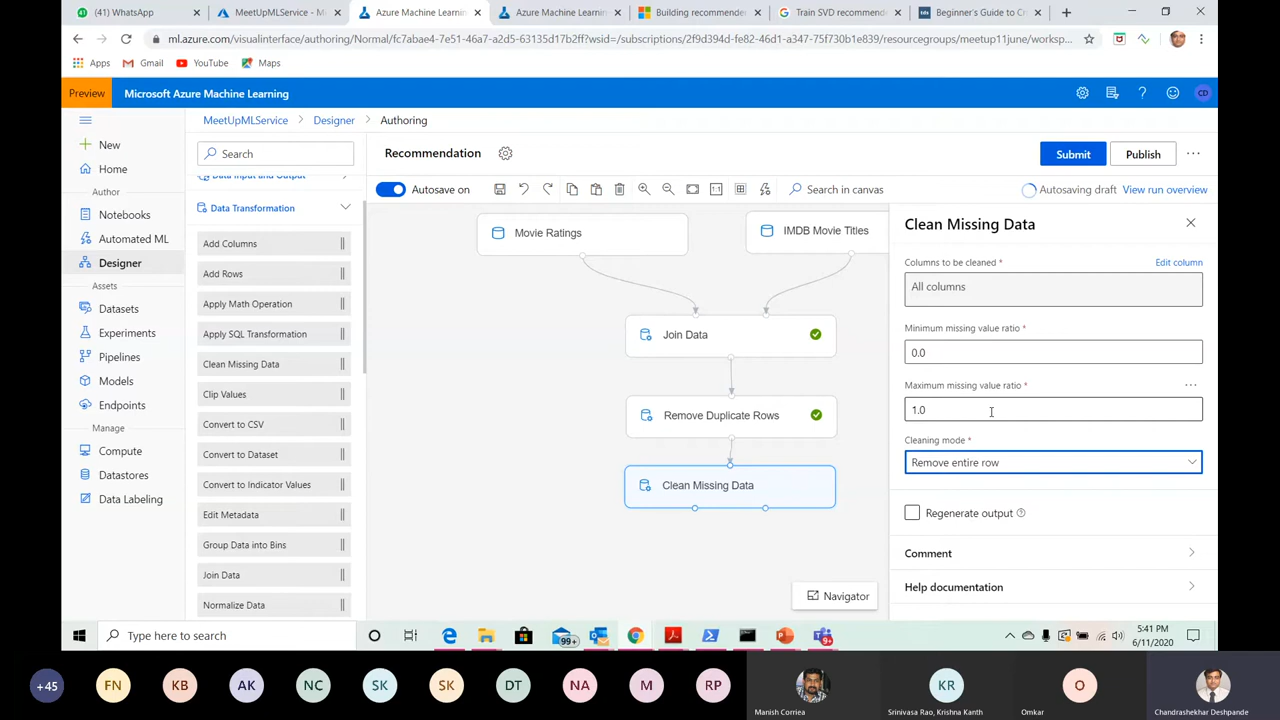 (41) WhatsApp
MeetUpMLService - M
Azure Machine Learnin
Azure Machine Learnin
Building recommende
Train SVD recommend
Beginner's Guide to Cr
ml.azure.com/visualinterface/authoring/Normal/fc7abae4-7e51-46a7-a2d5-63135d17b2ff?wsid=/subscriptions/2f9d394d-fe82-46d1-a347-75f730b1e839/resourcegroups/meetup11june/worksp...
Apps
Gmail
YouTube
Maps
Preview
Microsoft Azure Machine Learning
CD
MeetUpMLService > Designer > Authoring
New
Home
Author
Notebooks
Automated ML
Designer
Assets
Datasets
Experiments
Pipelines
Models
Endpoints
Manage
Compute
Datastores
Data Labeling
Search
Data Input and Output
Data Transformation
Add Columns
Add Rows
Apply Math Operation
Apply SQL Transformation
Clean Missing Data
Clip Values
Convert to CSV
Convert to Dataset
Convert to Indicator Values
Edit Metadata
Group Data into Bins
Join Data
Normalize Data
Recommendation
Submit
Publish
Autosave on
Search in canvas
Autosaving draft
View run overview
Movie Ratings
IMDB Movie Titles
Join Data
Remove Duplicate Rows
Clean Missing Data
Navigator
Clean Missing Data
Columns to be cleaned *
Edit column
All columns
Minimum missing value ratio *
0.0
Maximum missing value ratio *
1.0
Cleaning mode *
Remove entire row
Regenerate output
Comment
Help documentation
Type here to search
99+
9+
5:41 PM
6/11/2020
+45
FN
KB
AK
NC
SK
SK
DT
NA
M
RP
Manish Corriea
KR
Srinivasa Rao, Krishna Kanth
O
Omkar
Chandrashekhar Deshpande